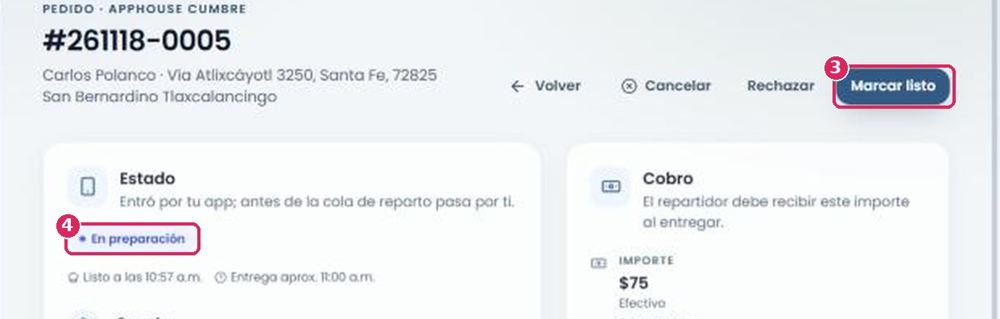 PEDIDO · APPHOUSE CUMBRE
#261118-0005
Carlos Polanco · Vía Atlixcáyotl 3250, Santa Fe, 72825
San Bernardino Tlaxcalancingo
Volver
Cancelar
Rechazar
3
Marcar listo
Estado
Entró por tu app; antes de la cola de reparto pasa por ti.
4
En preparación
Listo a las 10:57 a.m.
Entrega aprox. 11:00 a.m.
Cobro
El repartidor debe recibir este importe
al entregar.
IMPORTE
$75
Efectivo